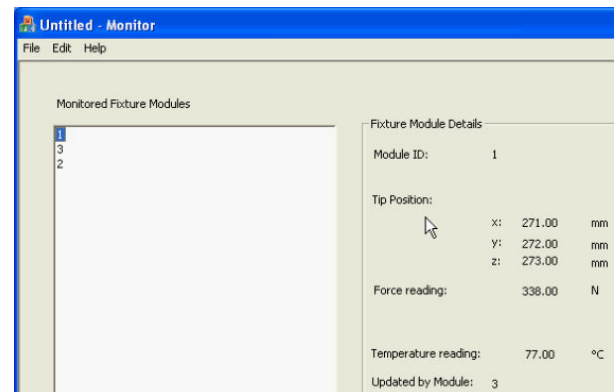 Untitled - Monitor
File Edit Help
Monitored Fixture Modules
1
3
2
Fixture Module Details
Module ID: 1
Tip Position:
x: 271.00 mm
y: 272.00 mm
z: 273.00 mm
Force reading: 338.00 N
Temperature reading: 77.00 °C
Updated by Module: 3